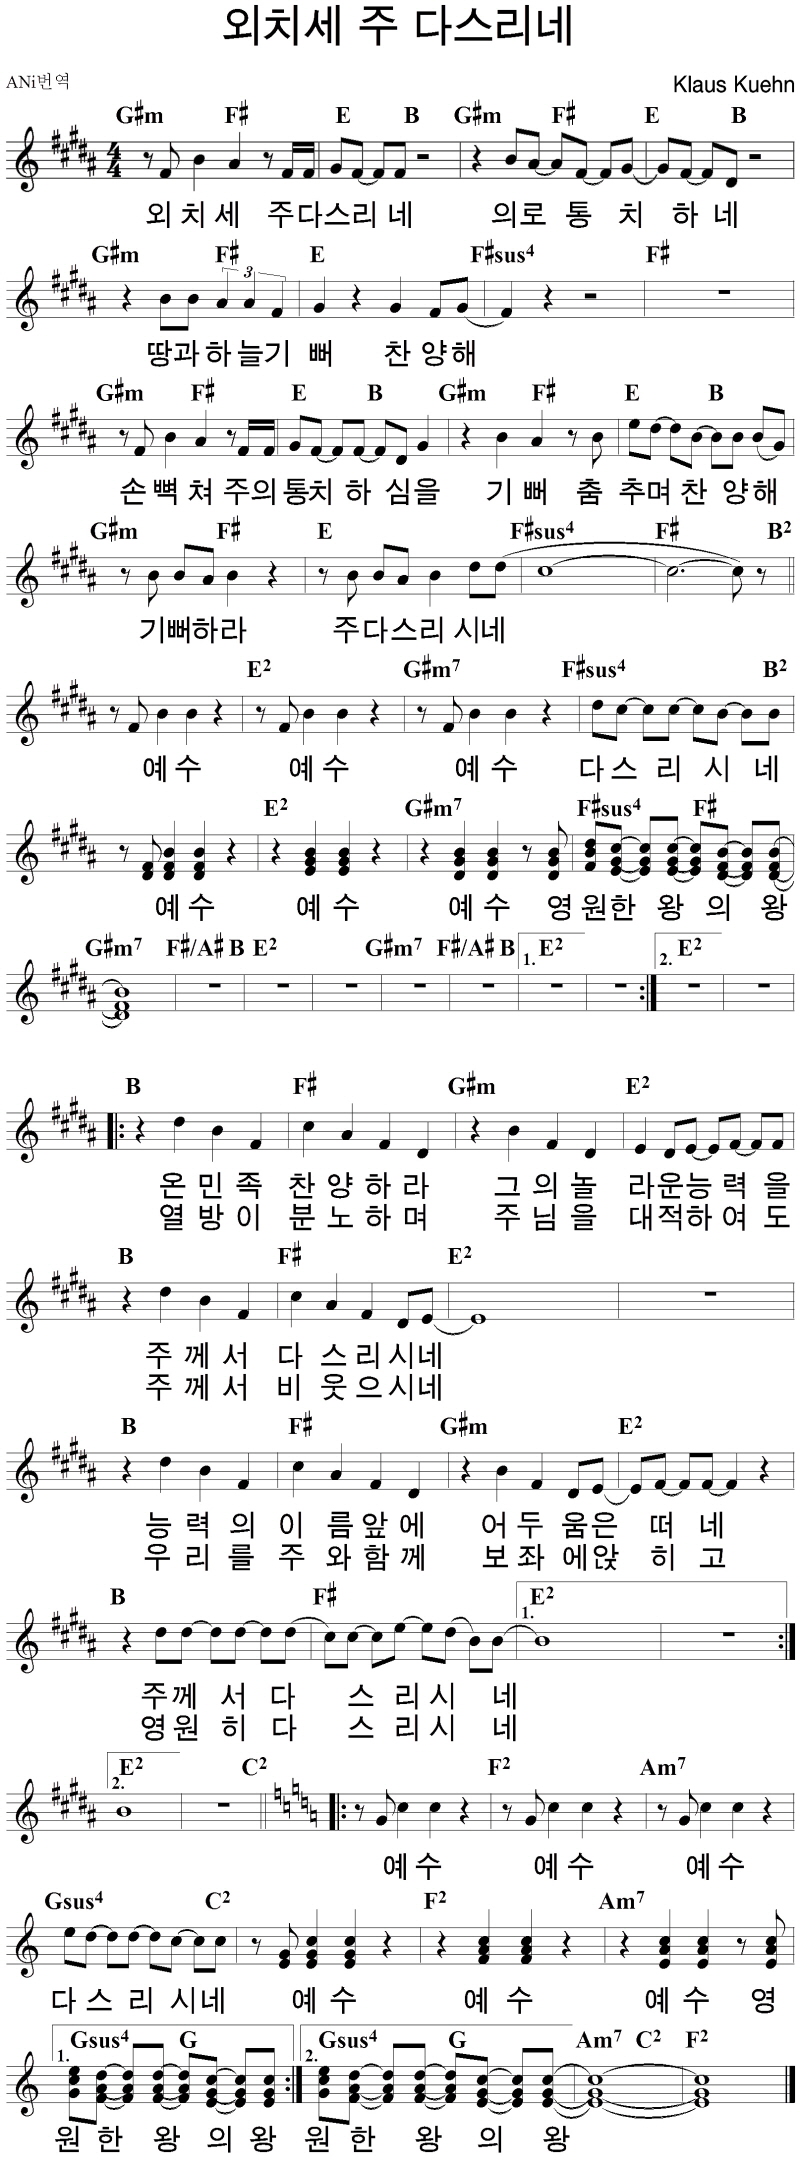 외치세 주 다스리네
ANi번역
Klaus Kuehn
G♯m F♯ E B G♯m F♯ E B
4 4
외 치 세 주다스리 네 의로 통 치 하 네
G♯m F♯ E F♯sus4 F♯
3
땅과 하 늘기 뻐 찬 양해
G♯m F♯ E B G♯m F♯ E B
손 뼉 쳐 주의 통치 하 심을 기 뻐 춤 추며 찬 양해
G♯m F♯ E F♯sus4 F♯ B2
기뻐하라 주다스리 시네
E2 G♯m7 F♯sus4 B2
예 수 예 수 예 수 다 스 리 시 네
E2 G♯m7 F♯sus4 F♯
예 수 예 수 예 수 영 원한 왕 의 왕
G♯m7 F♯/A♯ B E2 G♯m7 F♯/A♯ B 1. E2 2. E2
B F♯ G♯m E2
온 민 족 찬 양 하 라 그 의 놀 라운능 력 을
열 방 이 분 노 하 며 주 님 을 대적하 여 도
B F♯ E2
주 께 서 다 스 리 시네
주 께 서 비 웃 으 시네
B F♯ G♯m E2
능 력 의 이 름 앞 에 어 두 움은 떠 네
우 리 를 주 와 함 께 보 좌 에앉 히 고
B F♯ 1. E2
주께 서 다 스 리 시 네
영원 히 다 스 리 시 네
2. E2 C2 F2 Am7
예 수 예 수 예 수
Gsus4 C2 F2 Am7
다 스 리 시네 예 수 예 수 예 수 영
1. Gsus4 G 2. Gsus4 G Am7 C2 F2
원 한 왕 의 왕 원 한 왕 의 왕